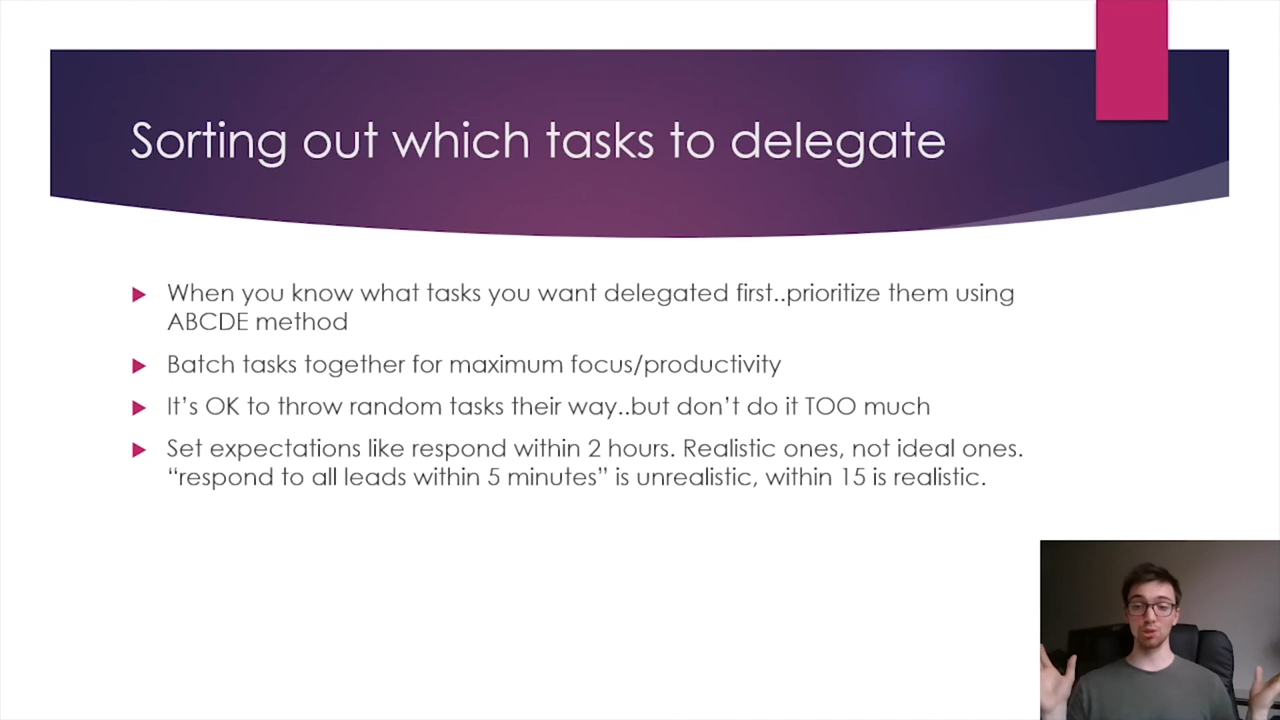 Sorting out which tasks to delegate
When you know what tasks you want delegated first..prioritize them using
ABCDE method
Batch tasks together for maximum focus/productivity
It’s OK to throw random tasks their way..but don’t do it TOO much
Set expectations like respond within 2 hours. Realistic ones, not ideal ones.
“respond to all leads within 5 minutes” is unrealistic, within 15 is realistic.